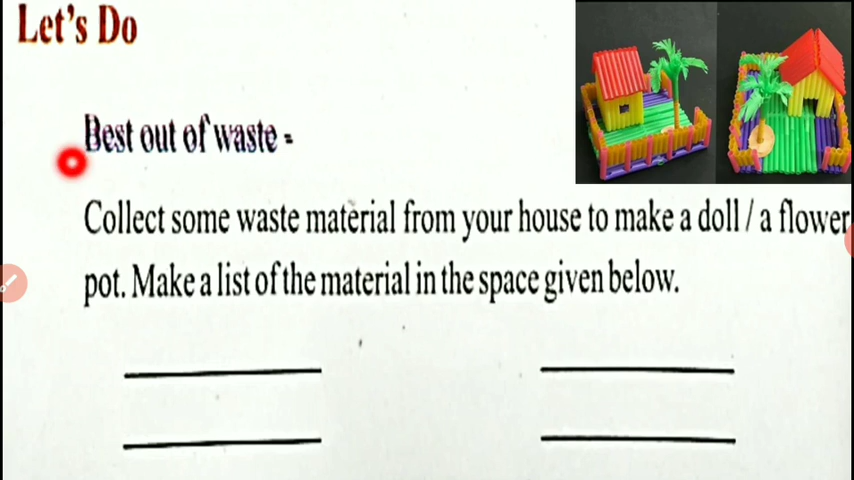 Let's Do
Best out of waste -
Collect some waste material from your house to make a doll / a flower
pot. Make a list of the material in the space given below.